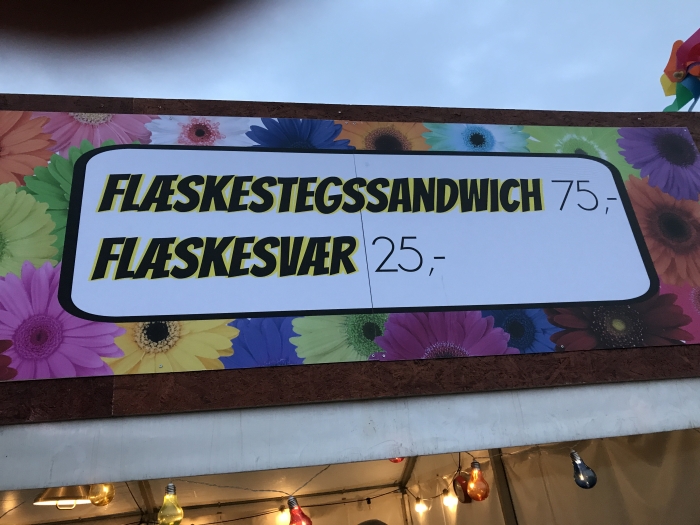 FLÆSKESTEGSSANDWICH 75,-
FLÆSKESVÆR 25,-